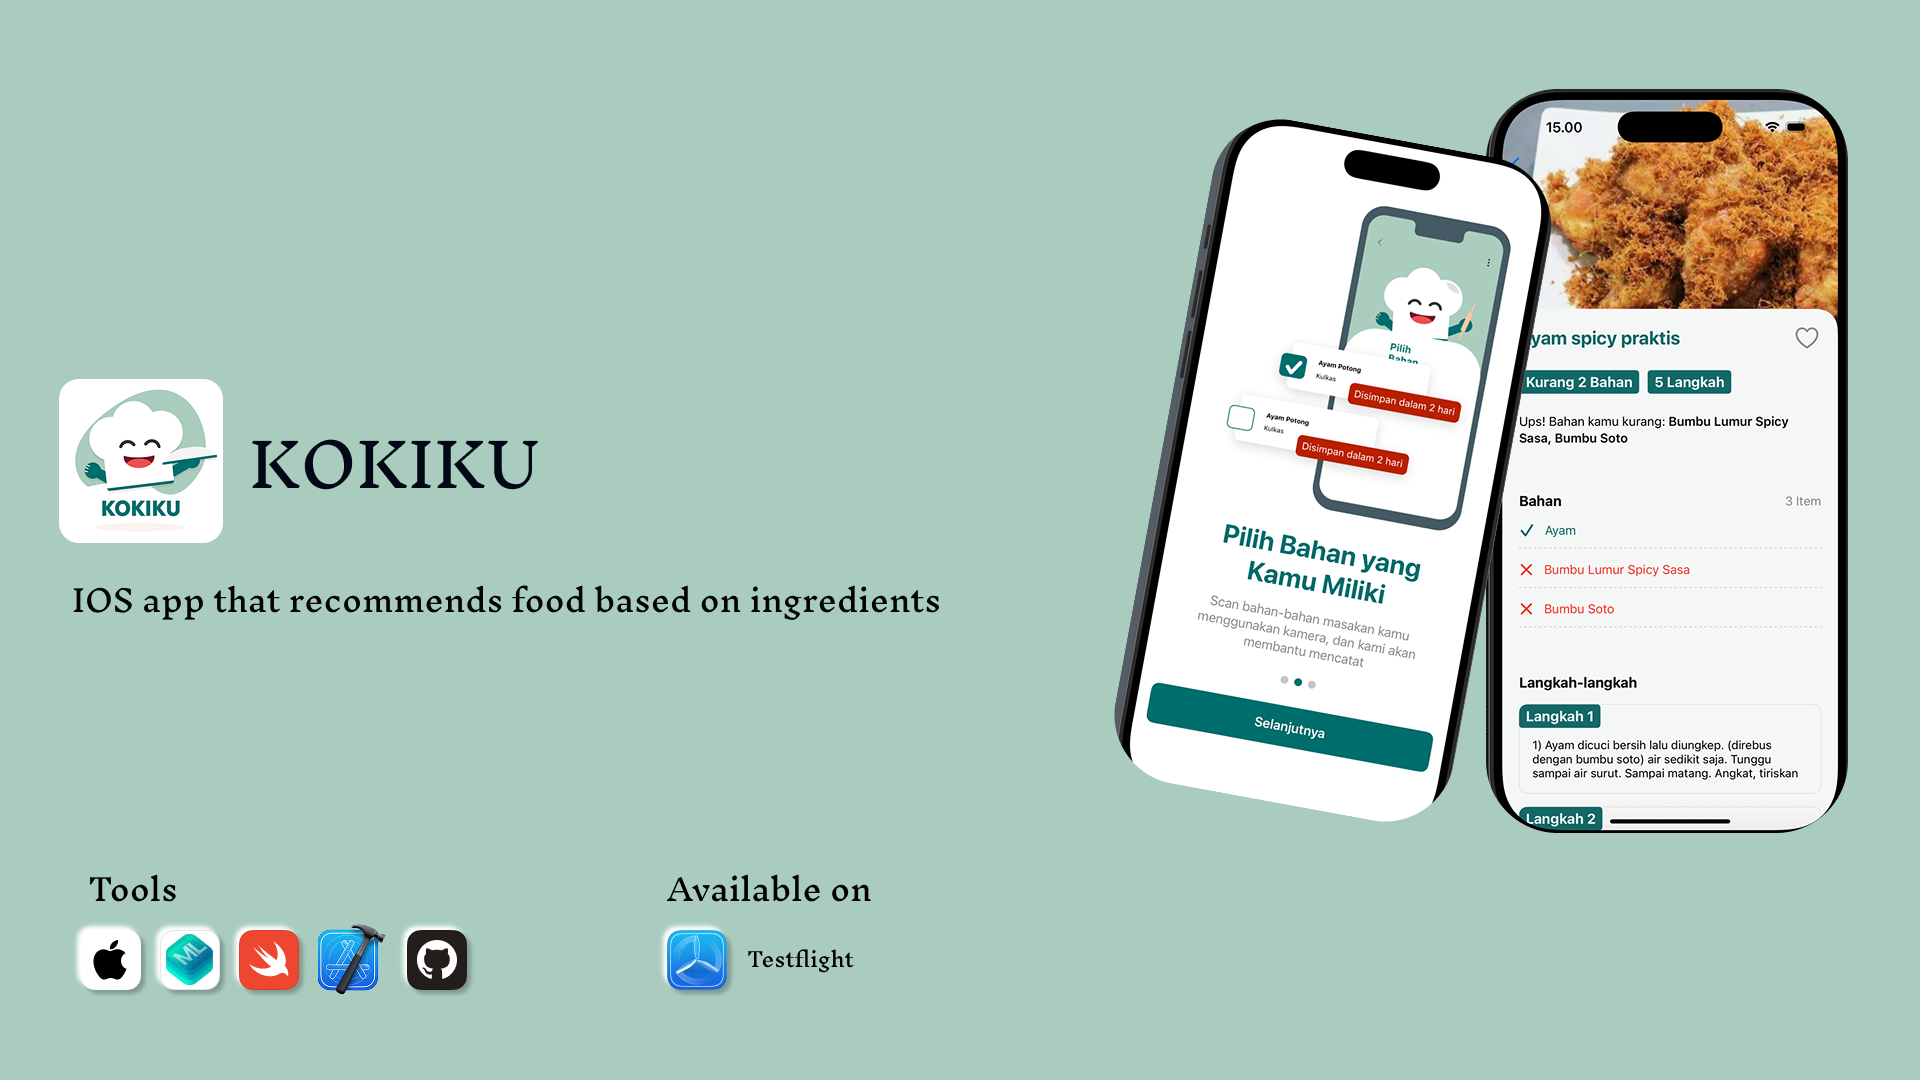 KOKIKU
KOKIKU
IOS app that recommends food based on ingredients
Tools
ML
Available on
Testflight
Pilih
Bahan
Ayam Potong
Kulkas
Disimpan dalam 2 hari
Ayam Potong
Kulkas
Disimpan dalam 2 hari
Pilih Bahan yang
Kamu Miliki
Scan bahan-bahan masakan kamu
menggunakan kamera, dan kami akan
membantu mencatat
Selanjutnya
15.00
yam spicy praktis
Kurang 2 Bahan
5 Langkah
Ups! Bahan kamu kurang: Bumbu Lumur Spicy
Sasa, Bumbu Soto
Bahan
3 Item
Ayam
Bumbu Lumur Spicy Sasa
Bumbu Soto
Langkah-langkah
Langkah 1
1) Ayam dicuci bersih lalu diungkep. (direbus
dengan bumbu soto) air sedikit saja. Tunggu
sampai air surut. Sampai matang. Angkat, tiriskan
Langkah 2